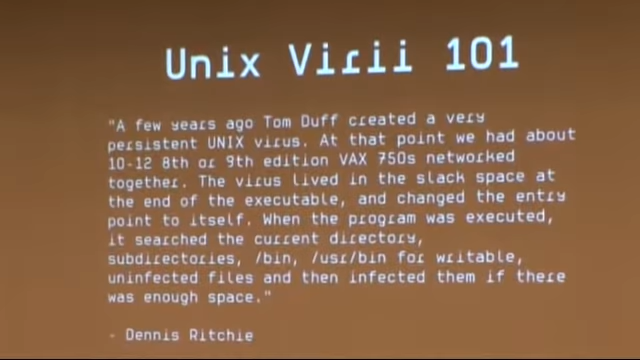 Unix Virii 101
"A few years ago Tom Duff created a very
persistent UNIX virus. At that point we had about
10-12 8th or 9th edition VAX 750s networked
together. The virus lived in the slack space at
the end of the executable, and changed the entry
point to itself. When the program was executed,
it searched the current directory,
subdirectories, /bin, /usr/bin for writable,
uninfected files and then infected them if there
was enough space."
- Dennis Ritchie